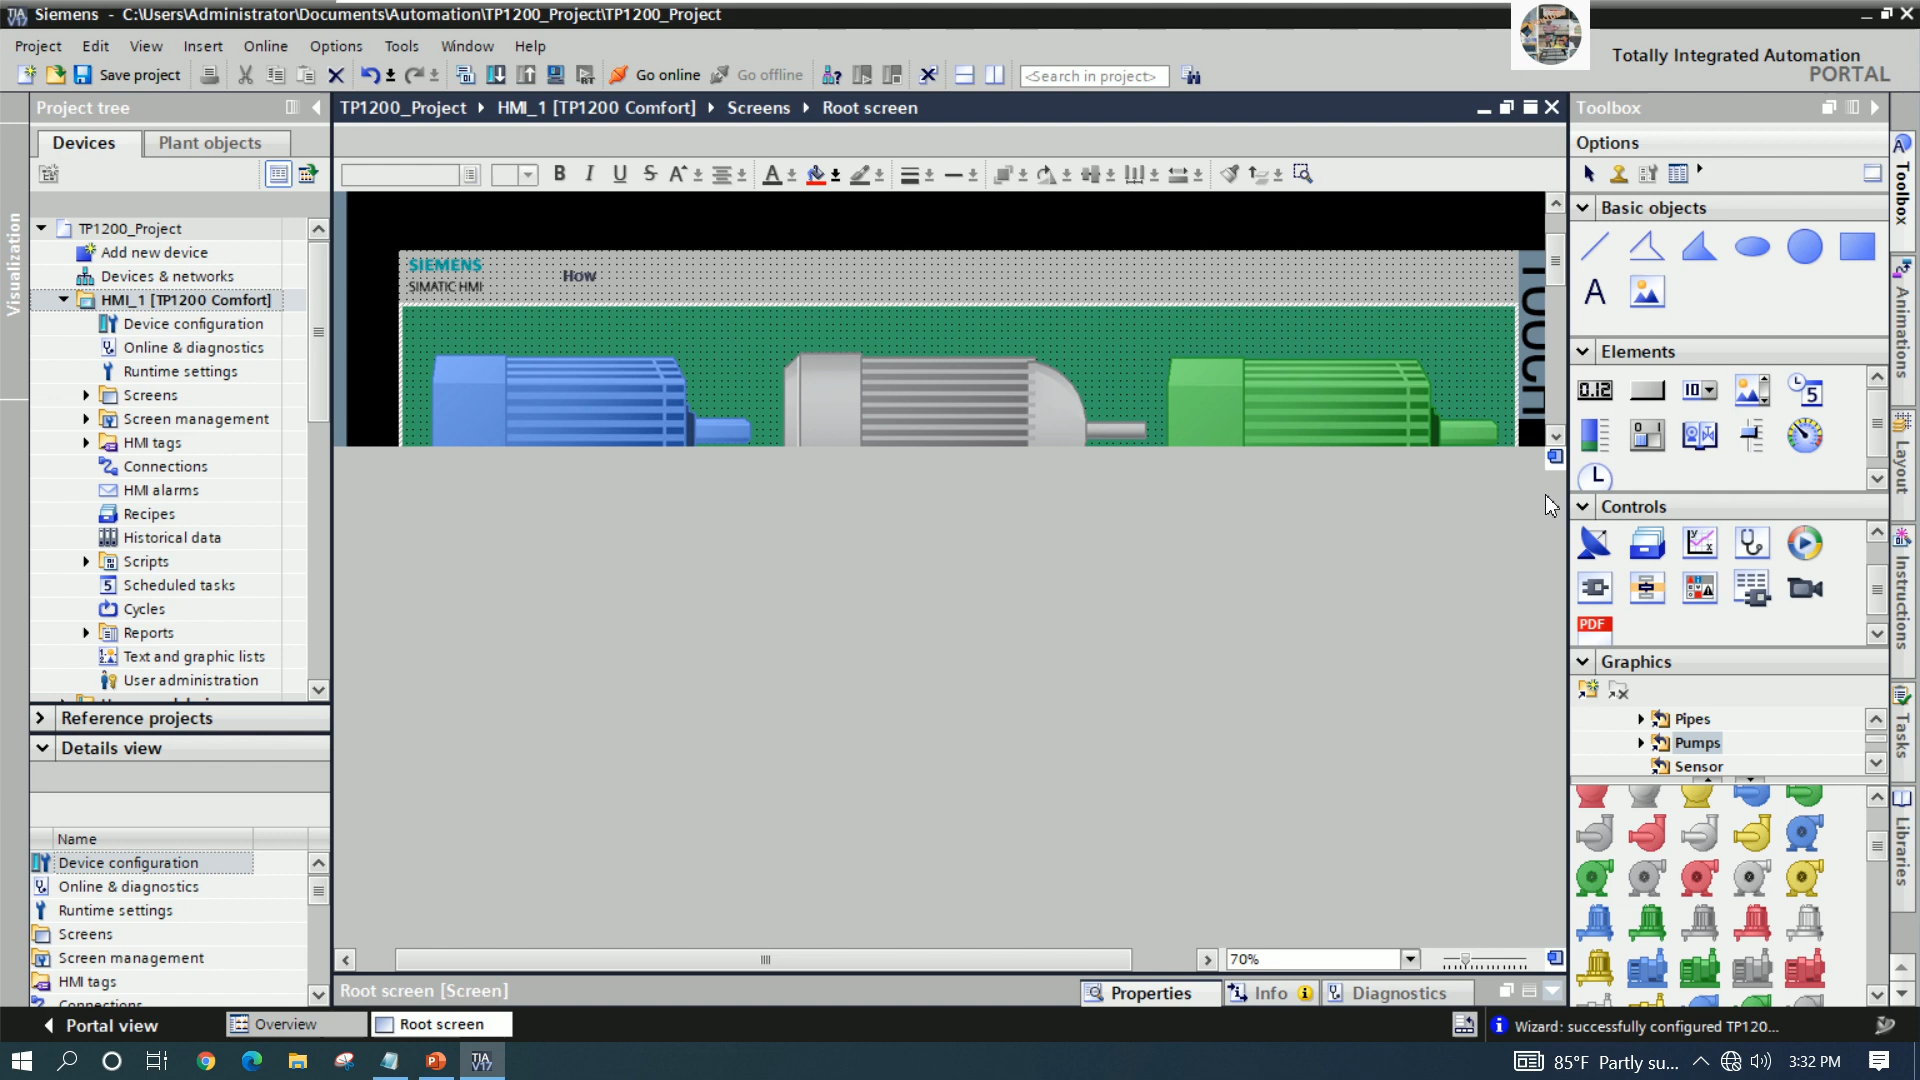 Siemens - C:\Users\Administrator\Documents\Automation\TP1200_Project\TP1200_Project
Project Edit View Insert Online Options Tools Window Help
Totally Integrated Automation
PORTAL
Save project
Go online
Go offline
<Search in project>
Project tree
TP1200_Project HMI_1 [TP1200 Comfort] Screens Root screen
Toolbox
Devices
Plant objects
Options
B I U S A
Visualization
TP1200_Project
Add new device
Devices & networks
HMI_1 [TP1200 Comfort]
Device configuration
Online & diagnostics
Runtime settings
Screens
Screen management
HMI tags
Connections
HMI alarms
Recipes
Historical data
Scripts
Scheduled tasks
Cycles
Reports
Text and graphic lists
User administration
Reference projects
Details view
Name
Device configuration
Online & diagnostics
Runtime settings
Screens
Screen management
HMI tags
Connections
SIEMENS
SIMATIC HMI
How
TOUCH
Basic objects
A
Elements
0.12
10
5
Controls
PDF
Graphics
Pipes
Pumps
Sensor
Toolbox
Animations
Layout
Instructions
Tasks
Libraries
70%
Root screen [Screen]
Properties
Info
Diagnostics
Portal view
Overview
Root screen
Wizard: successfully configured TP120...
85°F Partly su...
3:32 PM